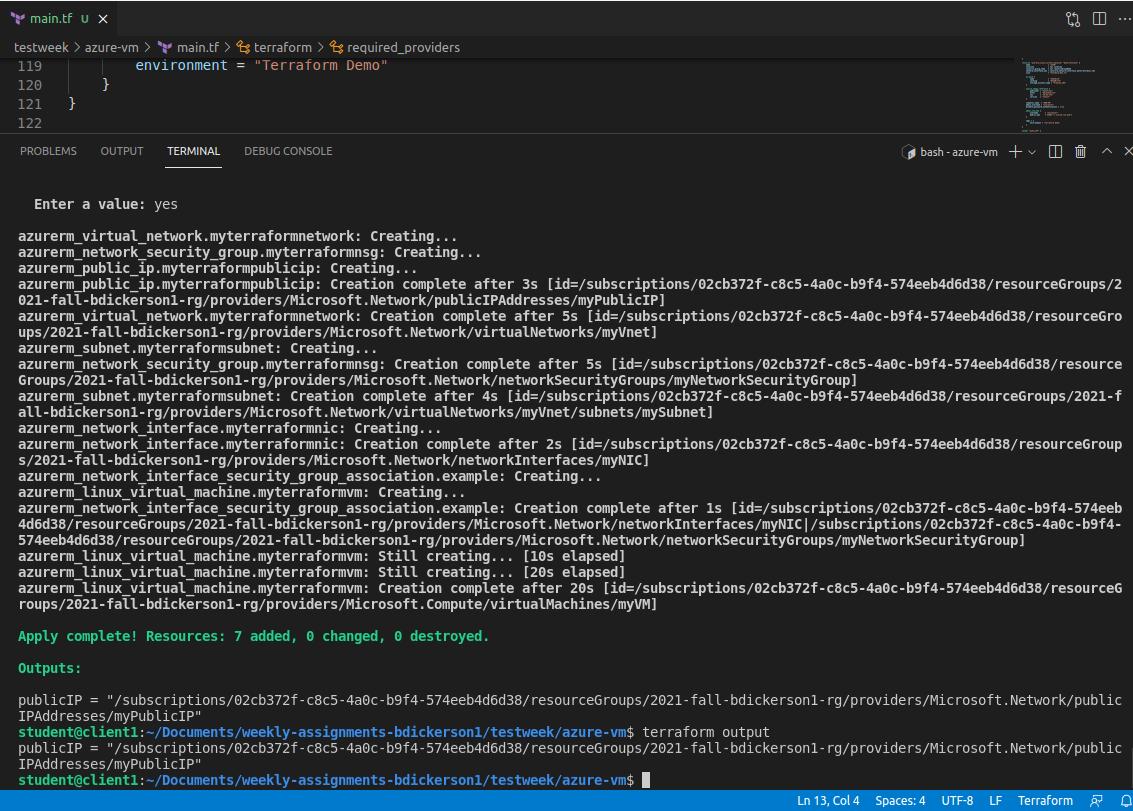 main.tf U
testweek > azure-vm > main.tf > terraform > required_providers
119 environment = "Terraform Demo"
120 }
121 }
122
PROBLEMS OUTPUT TERMINAL DEBUG CONSOLE bash - azure-vm
Enter a value: yes
azurerm_virtual_network.myterraformnetwork: Creating...
azurerm_network_security_group.myterraformnsg: Creating...
azurerm_public_ip.myterraformpublicip: Creating...
azurerm_public_ip.myterraformpublicip: Creation complete after 3s [id=/subscriptions/02cb372f-c8c5-4a0c-b9f4-574eeb4d6d38/resourceGroups/2
021-fall-bdickerson1-rg/providers/Microsoft.Network/publicIPAddresses/myPublicIP]
azurerm_virtual_network.myterraformnetwork: Creation complete after 5s [id=/subscriptions/02cb372f-c8c5-4a0c-b9f4-574eeb4d6d38/resourceGro
ups/2021-fall-bdickerson1-rg/providers/Microsoft.Network/virtualNetworks/myVnet]
azurerm_subnet.myterraformsubnet: Creating...
azurerm_network_security_group.myterraformnsg: Creation complete after 5s [id=/subscriptions/02cb372f-c8c5-4a0c-b9f4-574eeb4d6d38/resource
Groups/2021-fall-bdickerson1-rg/providers/Microsoft.Network/networkSecurityGroups/myNetworkSecurityGroup]
azurerm_subnet.myterraformsubnet: Creation complete after 4s [id=/subscriptions/02cb372f-c8c5-4a0c-b9f4-574eeb4d6d38/resourceGroups/2021-f
all-bdickerson1-rg/providers/Microsoft.Network/virtualNetworks/myVnet/subnets/mySubnet]
azurerm_network_interface.myterraformnic: Creating...
azurerm_network_interface.myterraformnic: Creation complete after 2s [id=/subscriptions/02cb372f-c8c5-4a0c-b9f4-574eeb4d6d38/resourceGroup
s/2021-fall-bdickerson1-rg/providers/Microsoft.Network/networkInterfaces/myNIC]
azurerm_network_interface_security_group_association.example: Creating...
azurerm_linux_virtual_machine.myterraformvm: Creating...
azurerm_network_interface_security_group_association.example: Creation complete after 1s [id=/subscriptions/02cb372f-c8c5-4a0c-b9f4-574eeb
4d6d38/resourceGroups/2021-fall-bdickerson1-rg/providers/Microsoft.Network/networkInterfaces/myNIC|/subscriptions/02cb372f-c8c5-4a0c-b9f4-
574eeb4d6d38/resourceGroups/2021-fall-bdickerson1-rg/providers/Microsoft.Network/networkSecurityGroups/myNetworkSecurityGroup]
azurerm_linux_virtual_machine.myterraformvm: Still creating... [10s elapsed]
azurerm_linux_virtual_machine.myterraformvm: Still creating... [20s elapsed]
azurerm_linux_virtual_machine.myterraformvm: Creation complete after 20s [id=/subscriptions/02cb372f-c8c5-4a0c-b9f4-574eeb4d6d38/resourceG
roups/2021-fall-bdickerson1-rg/providers/Microsoft.Compute/virtualMachines/myVM]
Apply complete! Resources: 7 added, 0 changed, 0 destroyed.
Outputs:
publicIP = "/subscriptions/02cb372f-c8c5-4a0c-b9f4-574eeb4d6d38/resourceGroups/2021-fall-bdickerson1-rg/providers/Microsoft.Network/public
IPAddresses/myPublicIP"
student@client1:~/Documents/weekly-assignments-bdickerson1/testweek/azure-vm$ terraform output
publicIP = "/subscriptions/02cb372f-c8c5-4a0c-b9f4-574eeb4d6d38/resourceGroups/2021-fall-bdickerson1-rg/providers/Microsoft.Network/public
IPAddresses/myPublicIP"
student@client1:~/Documents/weekly-assignments-bdickerson1/testweek/azure-vm$
Ln 13, Col 4 Spaces: 4 UTF-8 LF Terraform